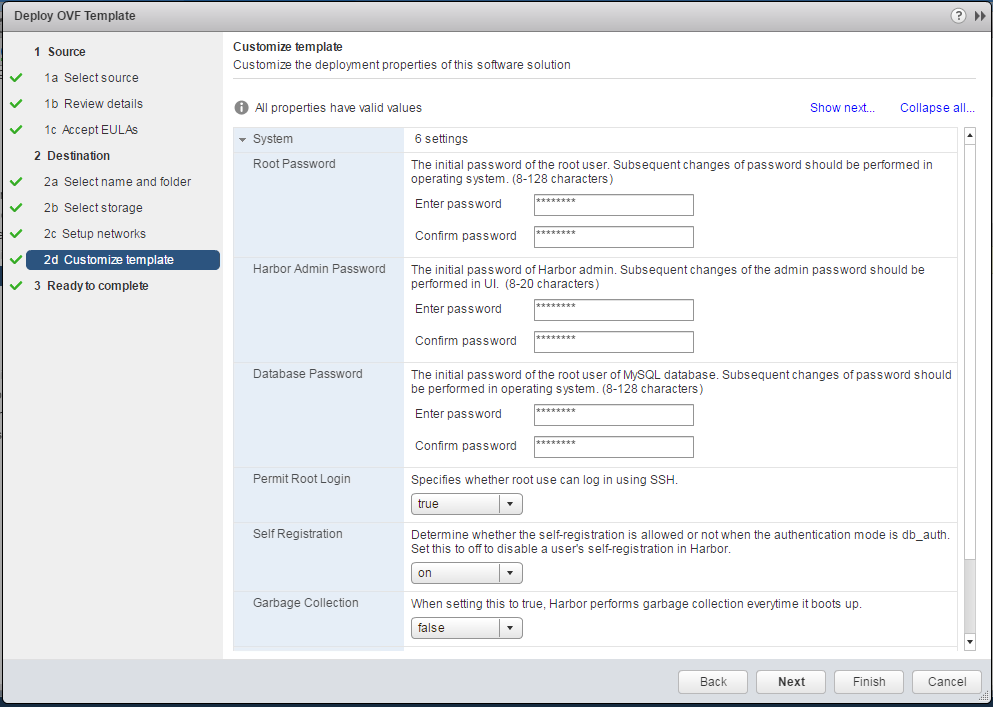 Deploy OVF Template
?
1 Source
1a Select source
1b Review details
1c Accept EULAs
2 Destination
2a Select name and folder
2b Select storage
2c Setup networks
2d Customize template
3 Ready to complete
Customize template
Customize the deployment properties of this software solution
All properties have valid values
Show next...
Collapse all...
System
6 settings
Root Password
The initial password of the root user. Subsequent changes of password should be performed in
operating system. (8-128 characters)
Enter password
********
Confirm password
********
Harbor Admin Password
The initial password of Harbor admin. Subsequent changes of the admin password should be
performed in UI. (8-20 characters)
Enter password
********
Confirm password
********
Database Password
The initial password of the root user of MySQL database. Subsequent changes of password should
be performed in operating system. (8-128 characters)
Enter password
********
Confirm password
********
Permit Root Login
Specifies whether root use can log in using SSH.
true
Self Registration
Determine whether the self-registration is allowed or not when the authentication mode is db_auth.
Set this to off to disable a user's self-registration in Harbor.
on
Garbage Collection
When setting this to true, Harbor performs garbage collection everytime it boots up.
false
Back
Next
Finish
Cancel